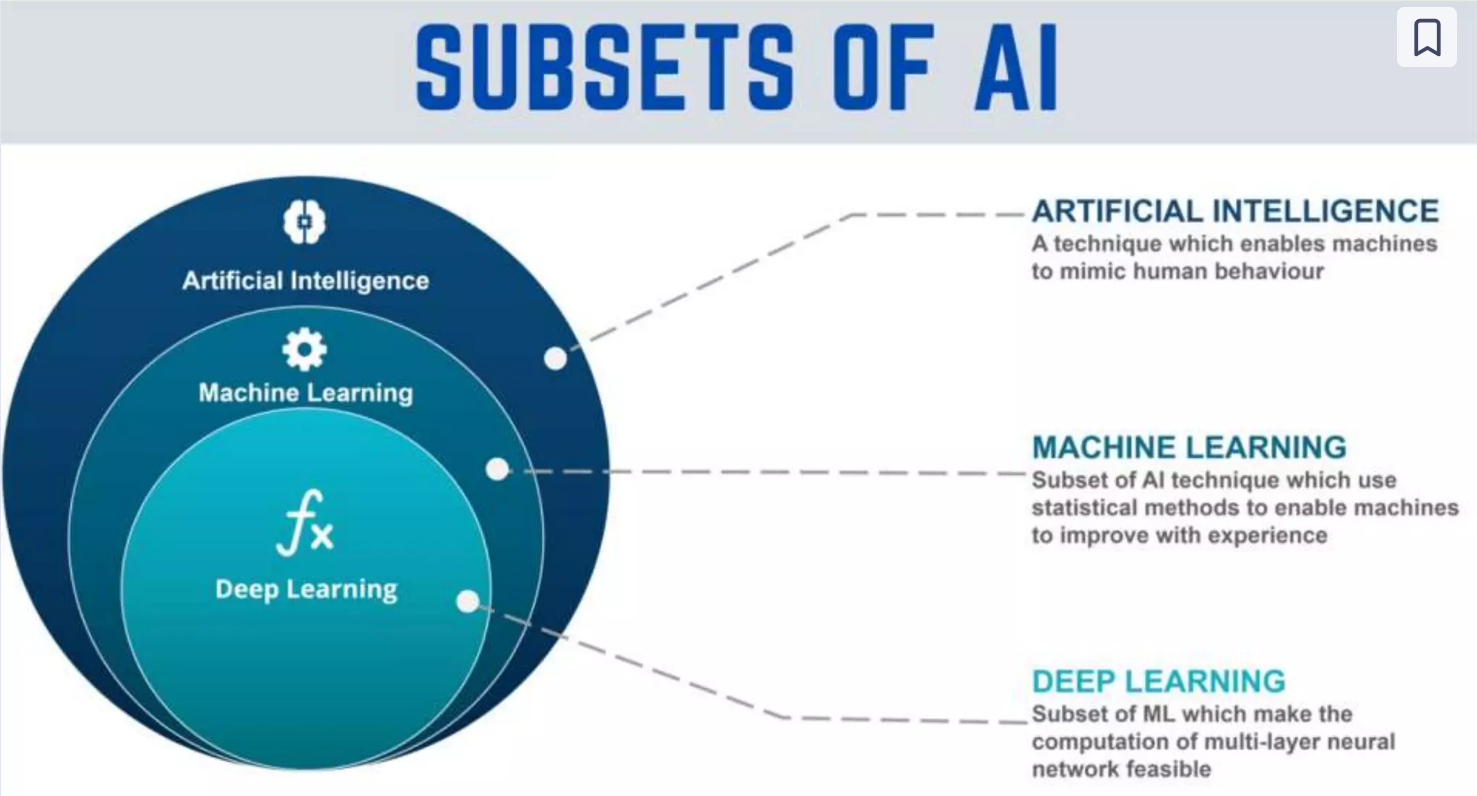 SUBSETS OF AI
Artificial Intelligence
Machine Learning
fx
Deep Learning
ARTIFICIAL INTELLIGENCE
A technique which enables machines
to mimic human behaviour
MACHINE LEARNING
Subset of AI technique which use
statistical methods to enable machines
to improve with experience
DEEP LEARNING
Subset of ML which make the
computation of multi-layer neural
network feasible